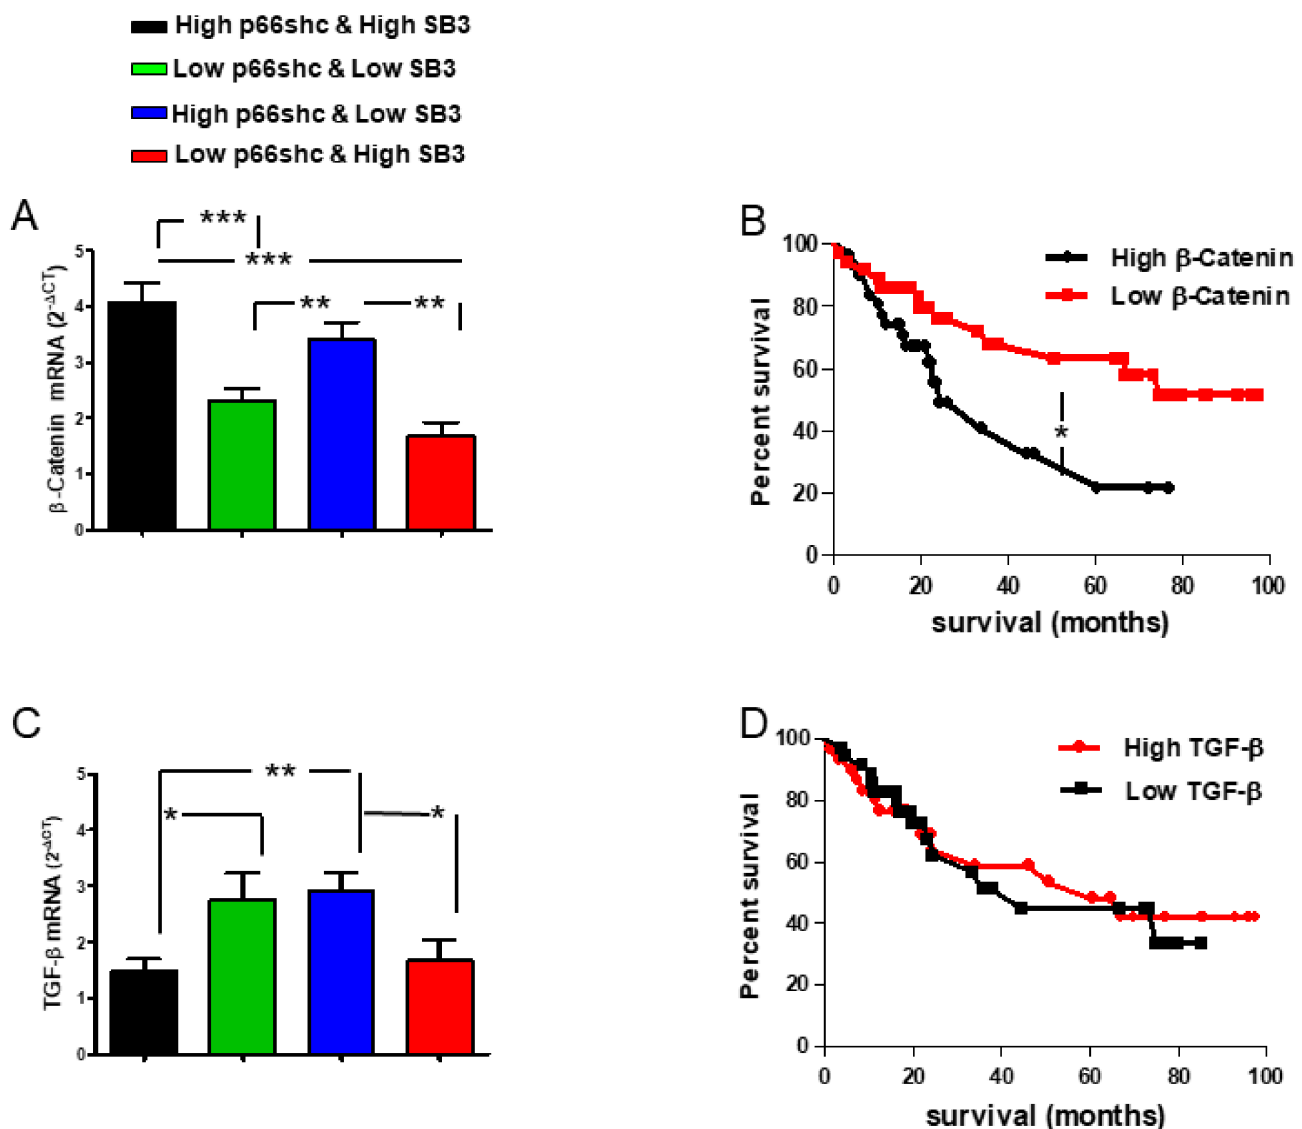 High p66shc & High SB3
Low p66shc & Low SB3
High p66shc & Low SB3
Low p66shc & High SB3
A
***
***
**
**
β-Catenin mRNA (2-ΔCT)
5
4
3
2
1
0
B
High β-Catenin
Low β-Catenin
*
Percent survival
100
80
60
40
20
0
0 20 40 60 80 100
survival (months)
C
**
*
*
TGF-β mRNA (2-ΔCT)
5
4
3
2
1
0
D
High TGF-β
Low TGF-β
Percent survival
100
80
60
40
20
0
0 20 40 60 80 100
survival (months)